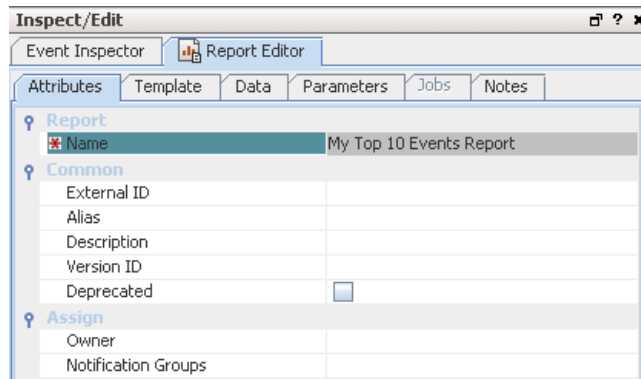 Inspect/Edit
Event Inspector Report Editor
Attributes Template Data Parameters Jobs Notes
Report
Name My Top 10 Events Report
Common
External ID
Alias
Description
Version ID
Deprecated
Assign
Owner
Notification Groups